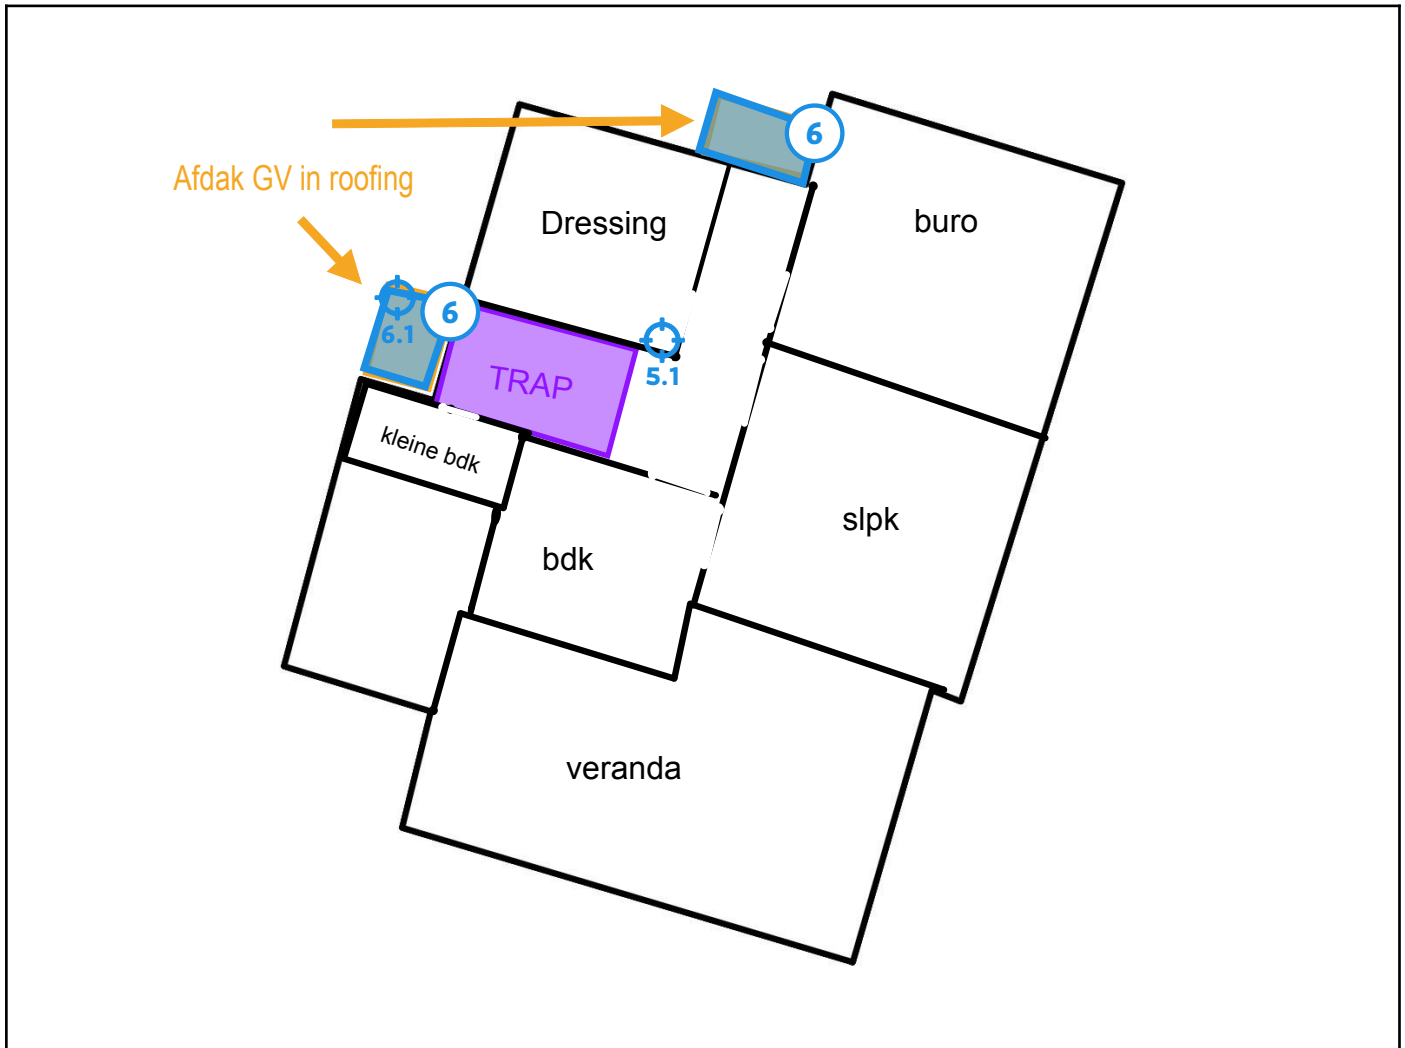 6
Afdak GV in roofing
Dressing
buro
6
6.1
5.1
TRAP
kleine bdk
slpk
bdk
veranda